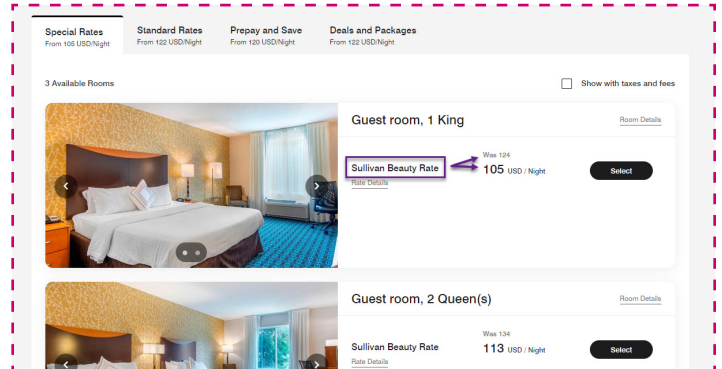 Special Rates
From 105 USD/Night
Standard Rates
From 122 USD/Night
Prepay and Save
From 120 USD/Night
Deals and Packages
From 122 USD/Night
3 Available Rooms
Show with taxes and fees
Guest room, 1 King
Room Details
Sullivan Beauty Rate
Rate Details
Was 124
105 USD / Night
Select
Guest room, 2 Queen(s)
Room Details
Sullivan Beauty Rate
Rate Details
Was 134
113 USD / Night
Select